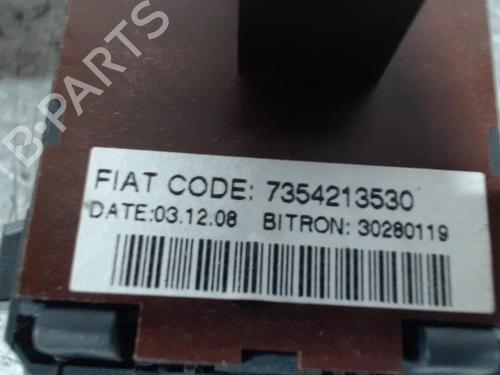 B-PARTS
FIAT CODE: 7354213530
DATE:03.12.08 BITRON: 30280119